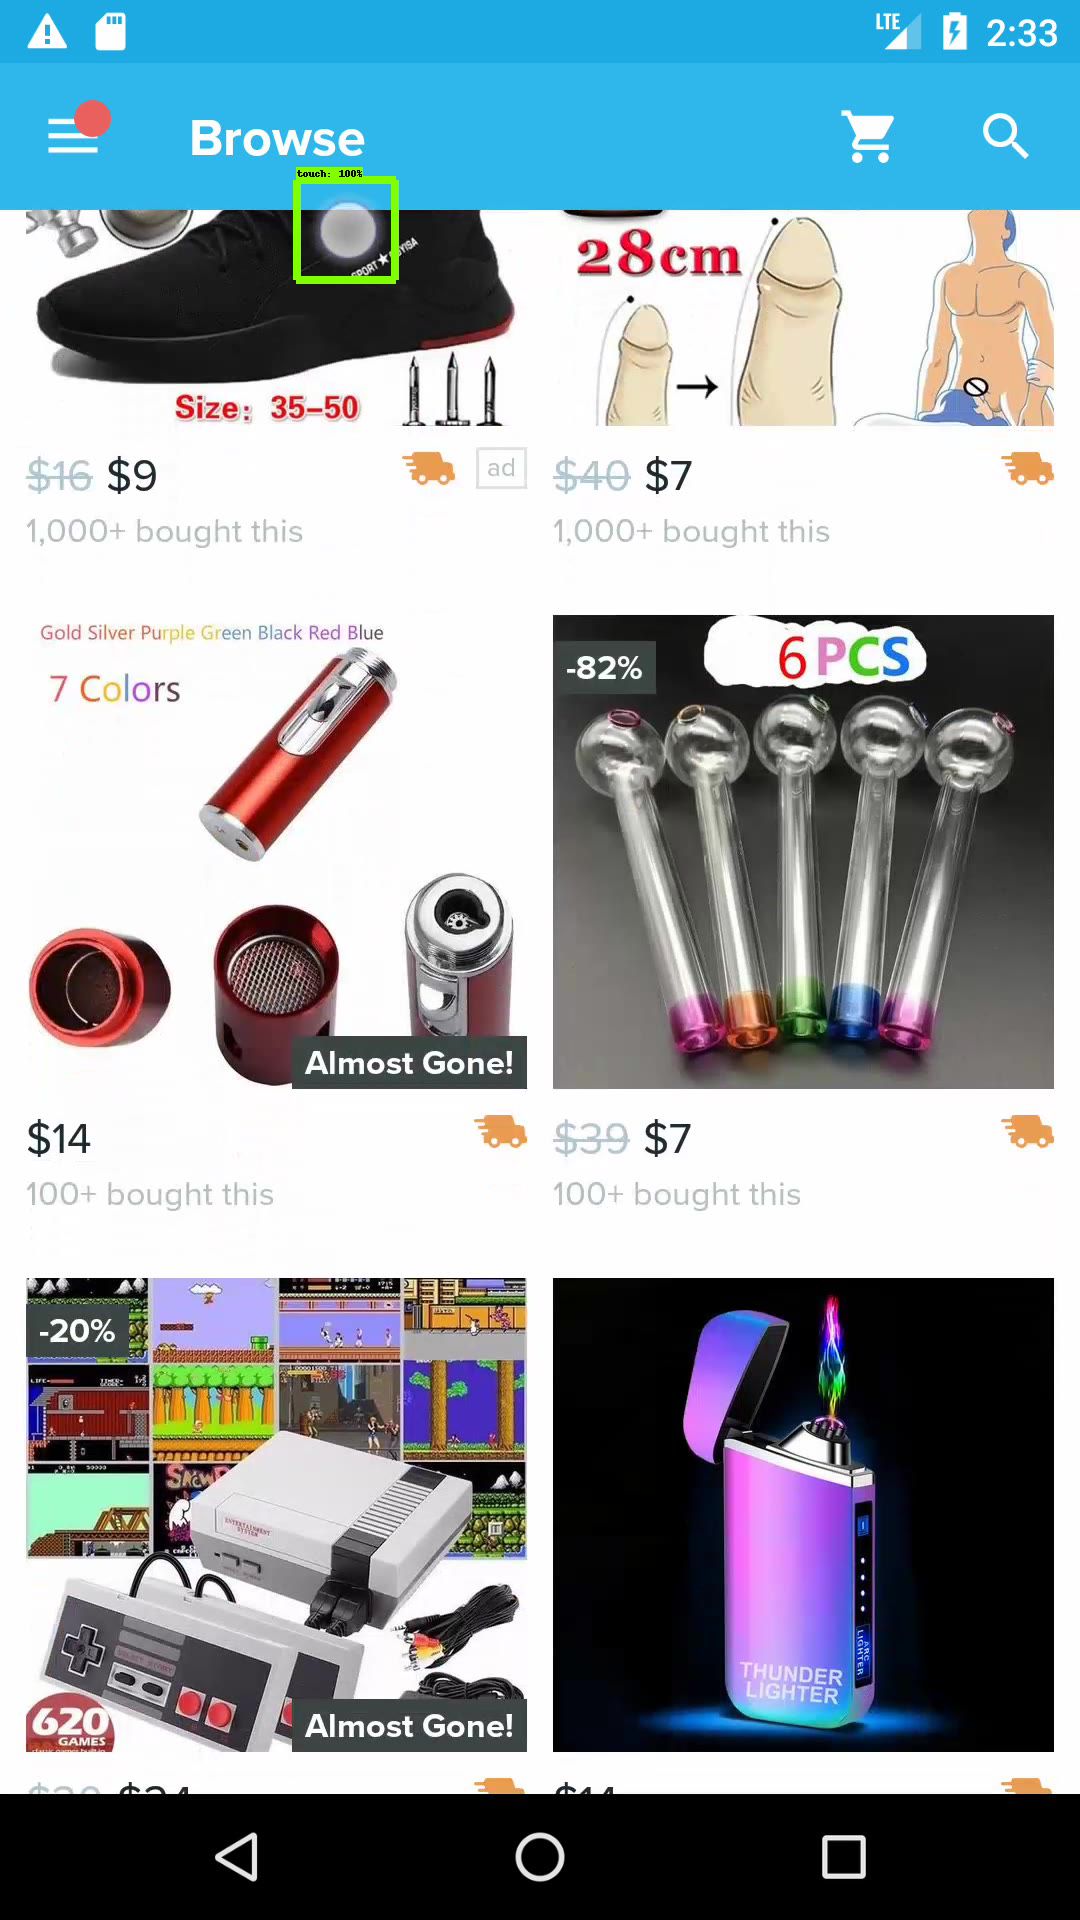 LTE 2:33
Browse
touch: 100%
28cm
Size: 35-50
$16 $9
ad
$40 $7
1,000+ bought this
1,000+ bought this
Gold Silver Purple Green Black Red Blue
7 Colors
Almost Gone!
-82%
6 PCS
$14
$39 $7
100+ bought this
100+ bought this
-20%
ENTERTAINMENT
SYSTEM
620
GAMES
Almost Gone!
ARC
LIGHTER
THUNDER
LIGHTER